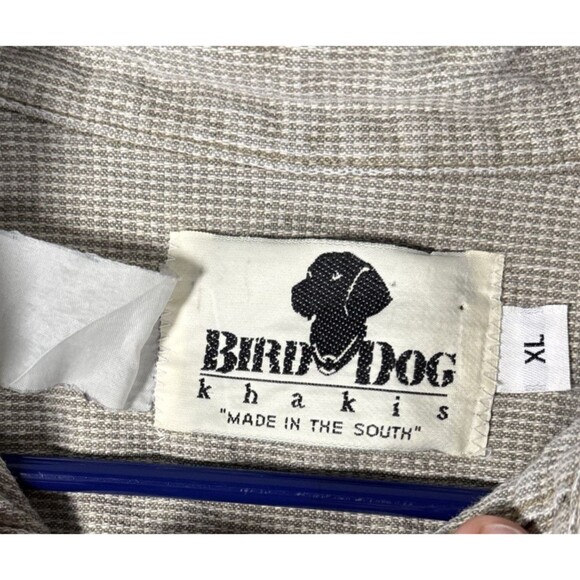 BIRD DOG
khakis
"MADE IN THE SOUTH"
XL